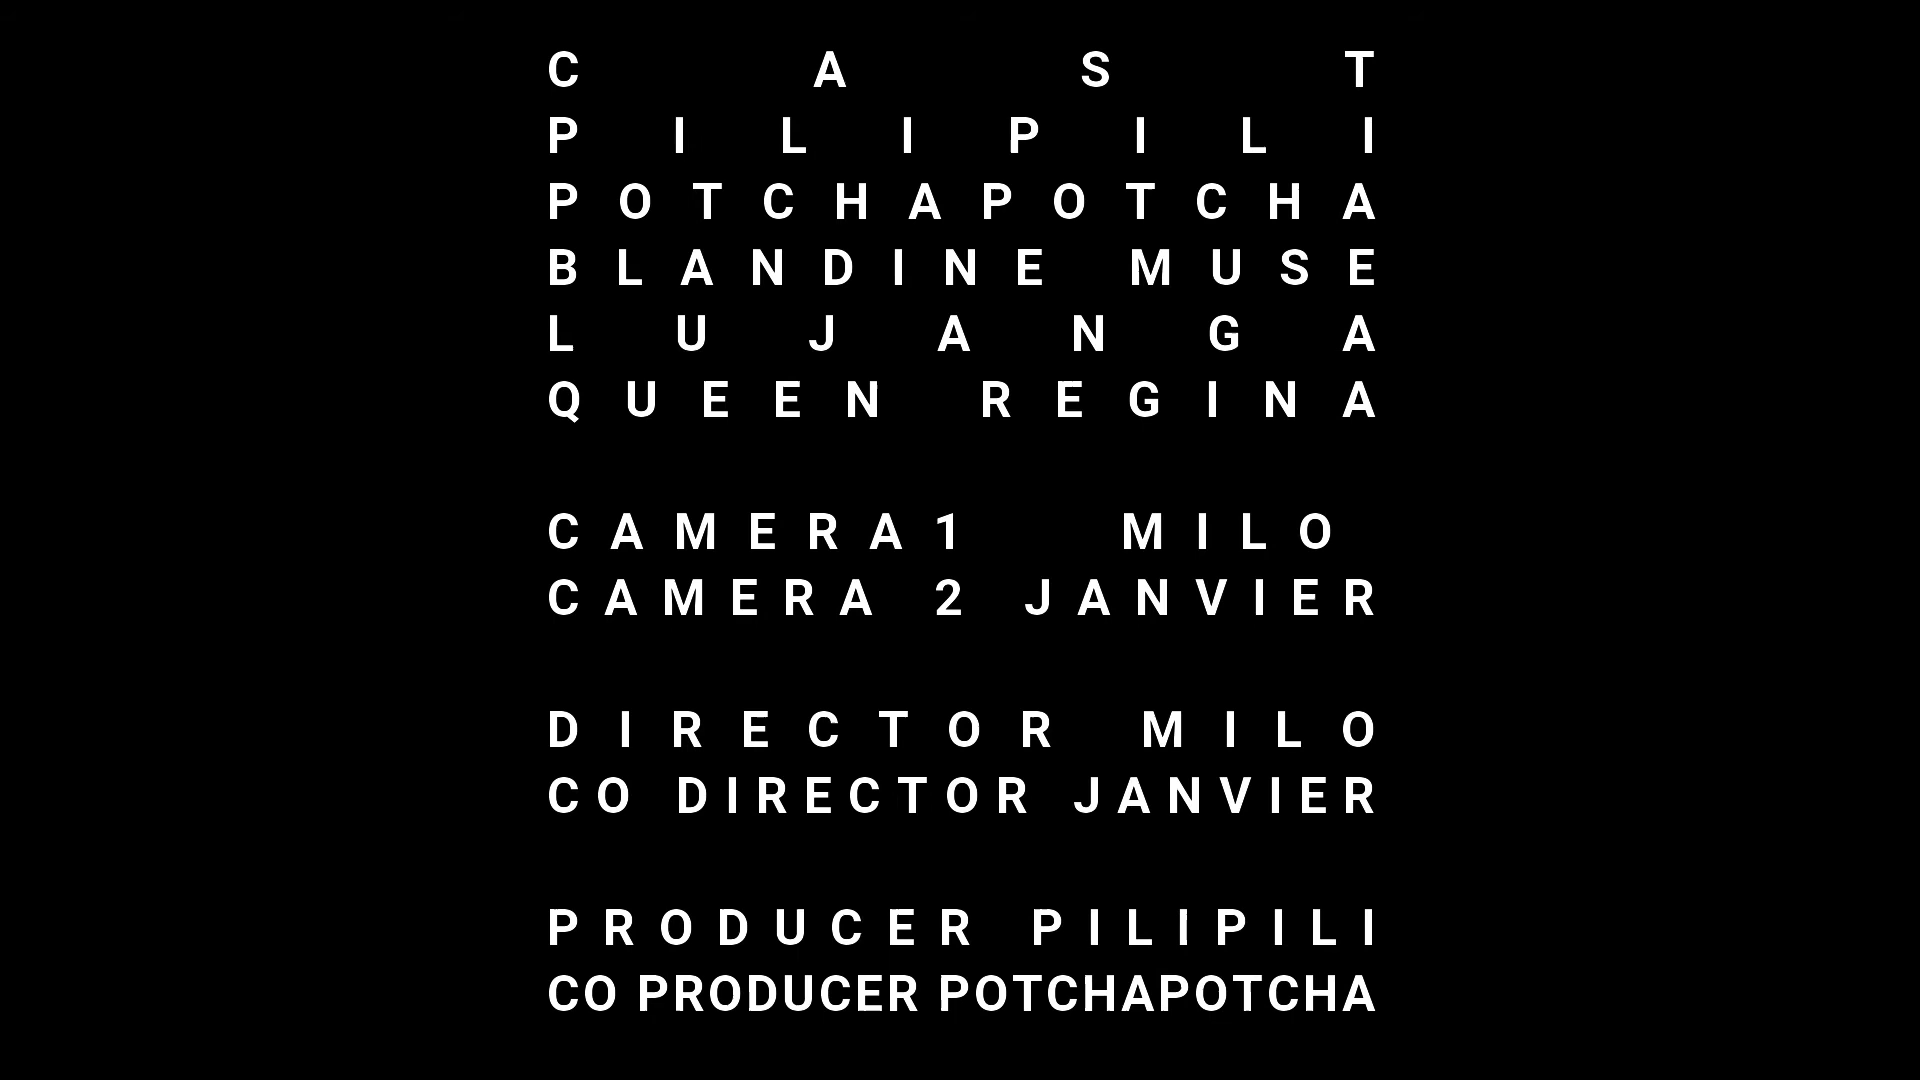 CAST
PILIPILI
POTCHAPOTCHA
BLANDINE MUSE
LUJANGA
QUEEN REGINA
CAMERA1 MILO
CAMERA 2 JANVIER
DIRECTOR MILO
CO DIRECTOR JANVIER
PRODUCER PILIPILI
CO PRODUCER POTCHAPOTCHA